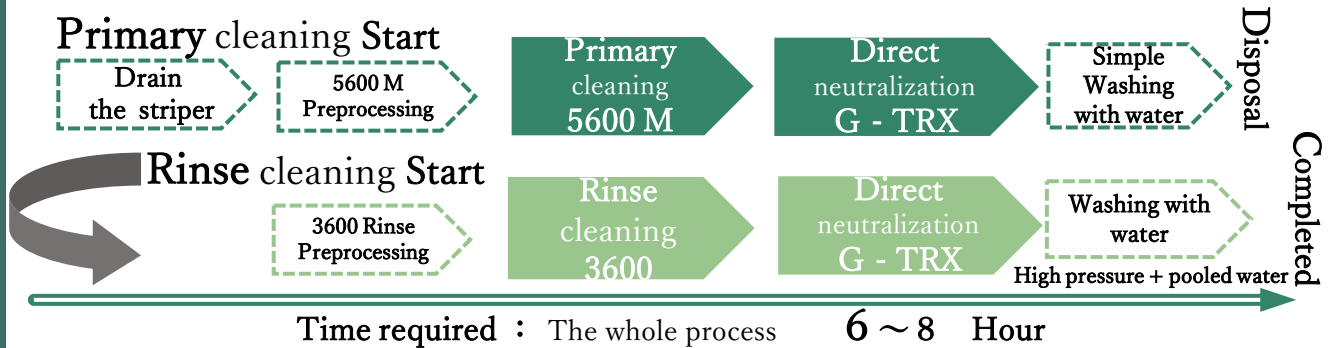 Primary cleaning Start
Drain
the striper
5600 M
Preprocessing
Primary
cleaning
5600 M
Direct
neutralization
G - TRX
Simple
Washing
with water
Disposal
Rinse cleaning Start
3600 Rinse
Preprocessing
Rinse
cleaning
3600
Direct
neutralization
G - TRX
Washing with
water
High pressure + pooled water
Completed
Time required : The whole process 6 ~ 8 Hour